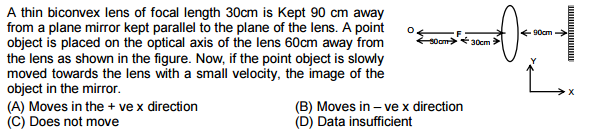 A thin biconvex lens of focal length 30cm is Kept 90 cm away
from a plane mirror kept parallel to the plane of the lens. A point
object is placed on the optical axis of the lens 60cm away from
the lens as shown in the figure. Now, if the point object is slowly
moved towards the lens with a small velocity, the image of the
object in the mirror.
(A) Moves in the + ve x direction (B) Moves in – ve x direction
(C) Does not move (D) Data insufficient
O F 90cm
30cm 30cm
Y
X